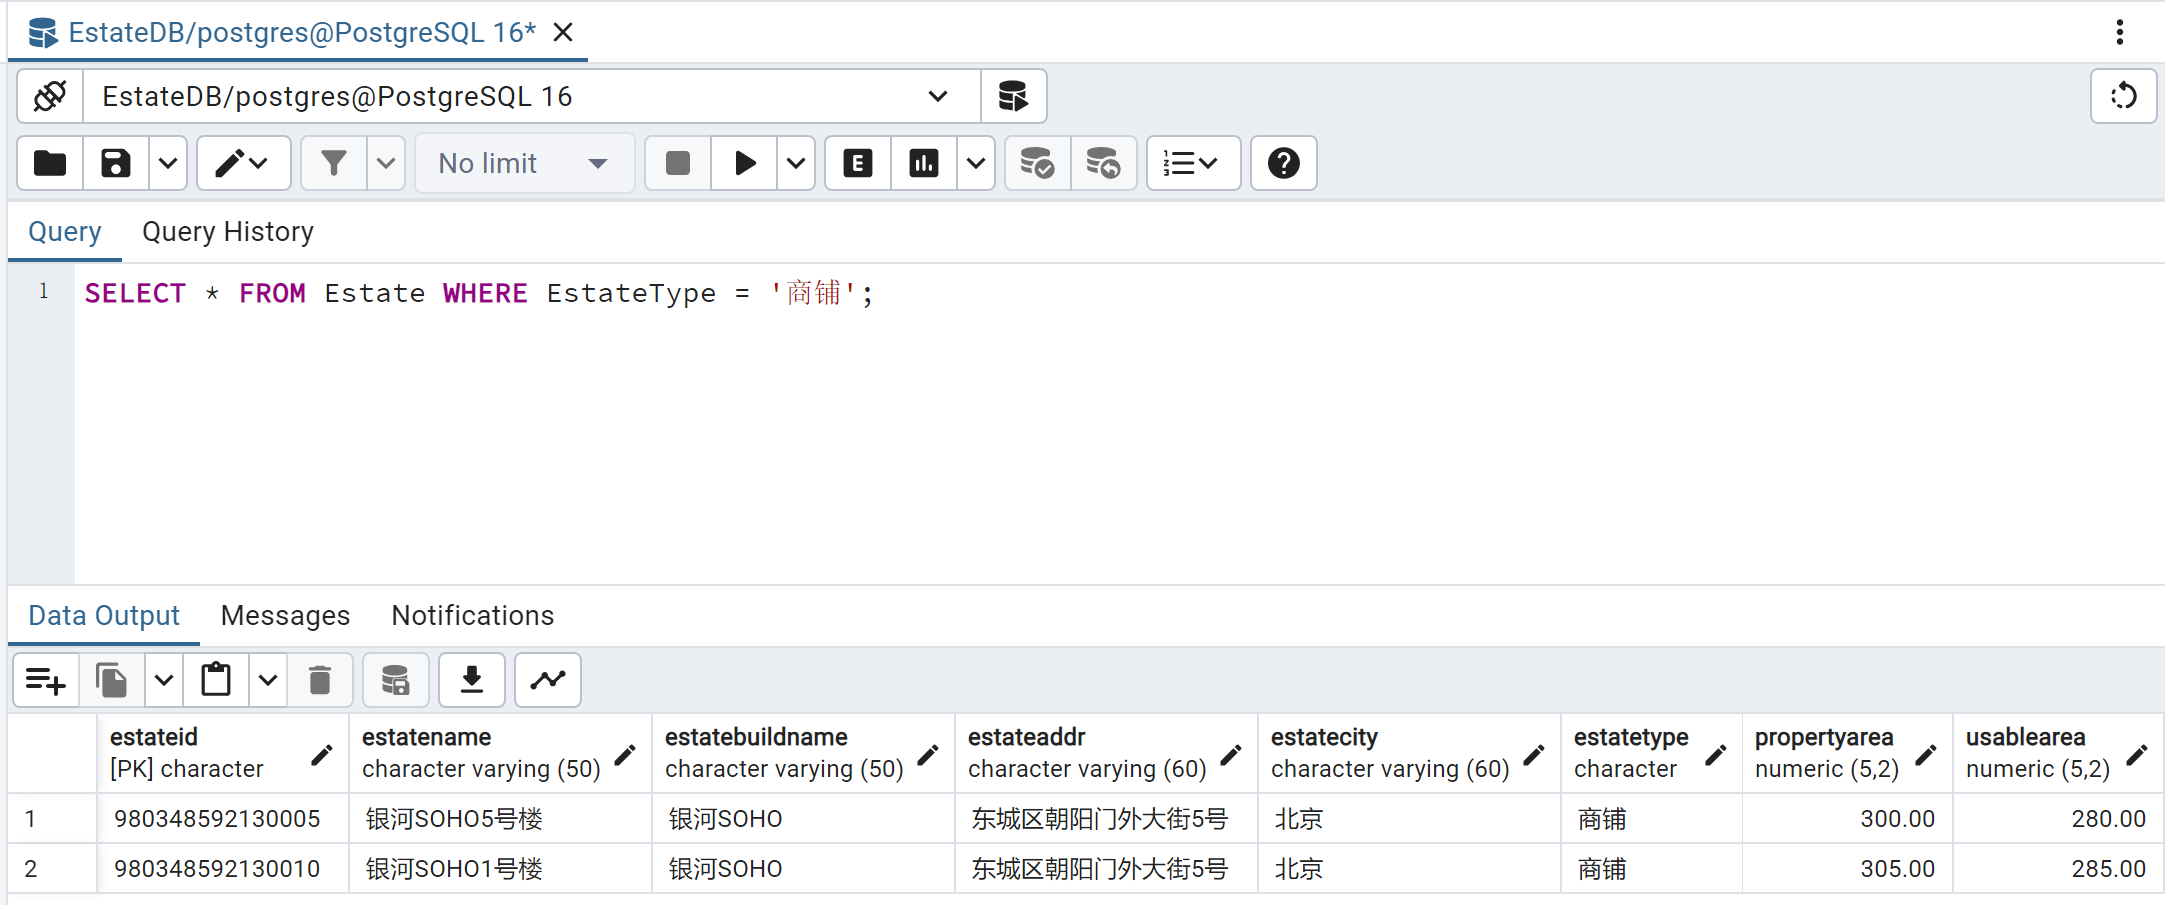 EstateDB/postgres@PostgreSQL 16*
EstateDB/postgres@PostgreSQL 16
No limit
E
Query Query History
1 SELECT * FROM Estate WHERE EstateType = '商铺';
Data Output Messages Notifications
estateid estatename estatebuildname estateaddr estatecity estatetype propertyarea usablearea
[PK] character character varying (50) character varying (50) character varying (60) character varying (60) character numeric (5,2) numeric (5,2)
1 980348592130005 银河SOHO5号楼 银河SOHO 东城区朝阳门外大街5号 北京 商铺 300.00 280.00
2 980348592130010 银河SOHO1号楼 银河SOHO 东城区朝阳门外大街5号 北京 商铺 305.00 285.00